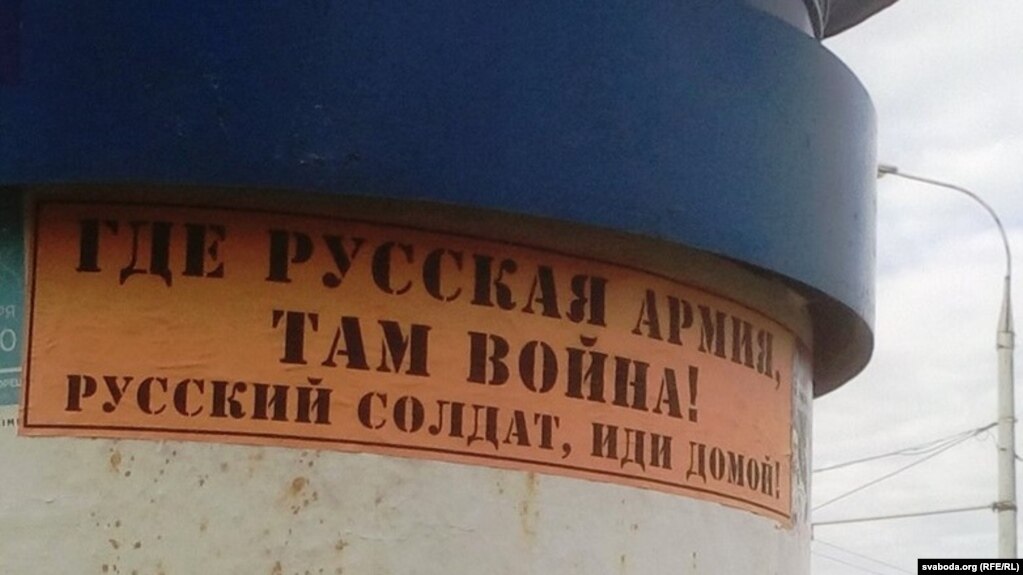 ГДЕ РУССКАЯ АРМИЯ,
ТАМ ВОЙНА!
РУССКИЙ СОЛДАТ, ИДИ ДОМОЙ!
svaboda.org (RFE/RL)